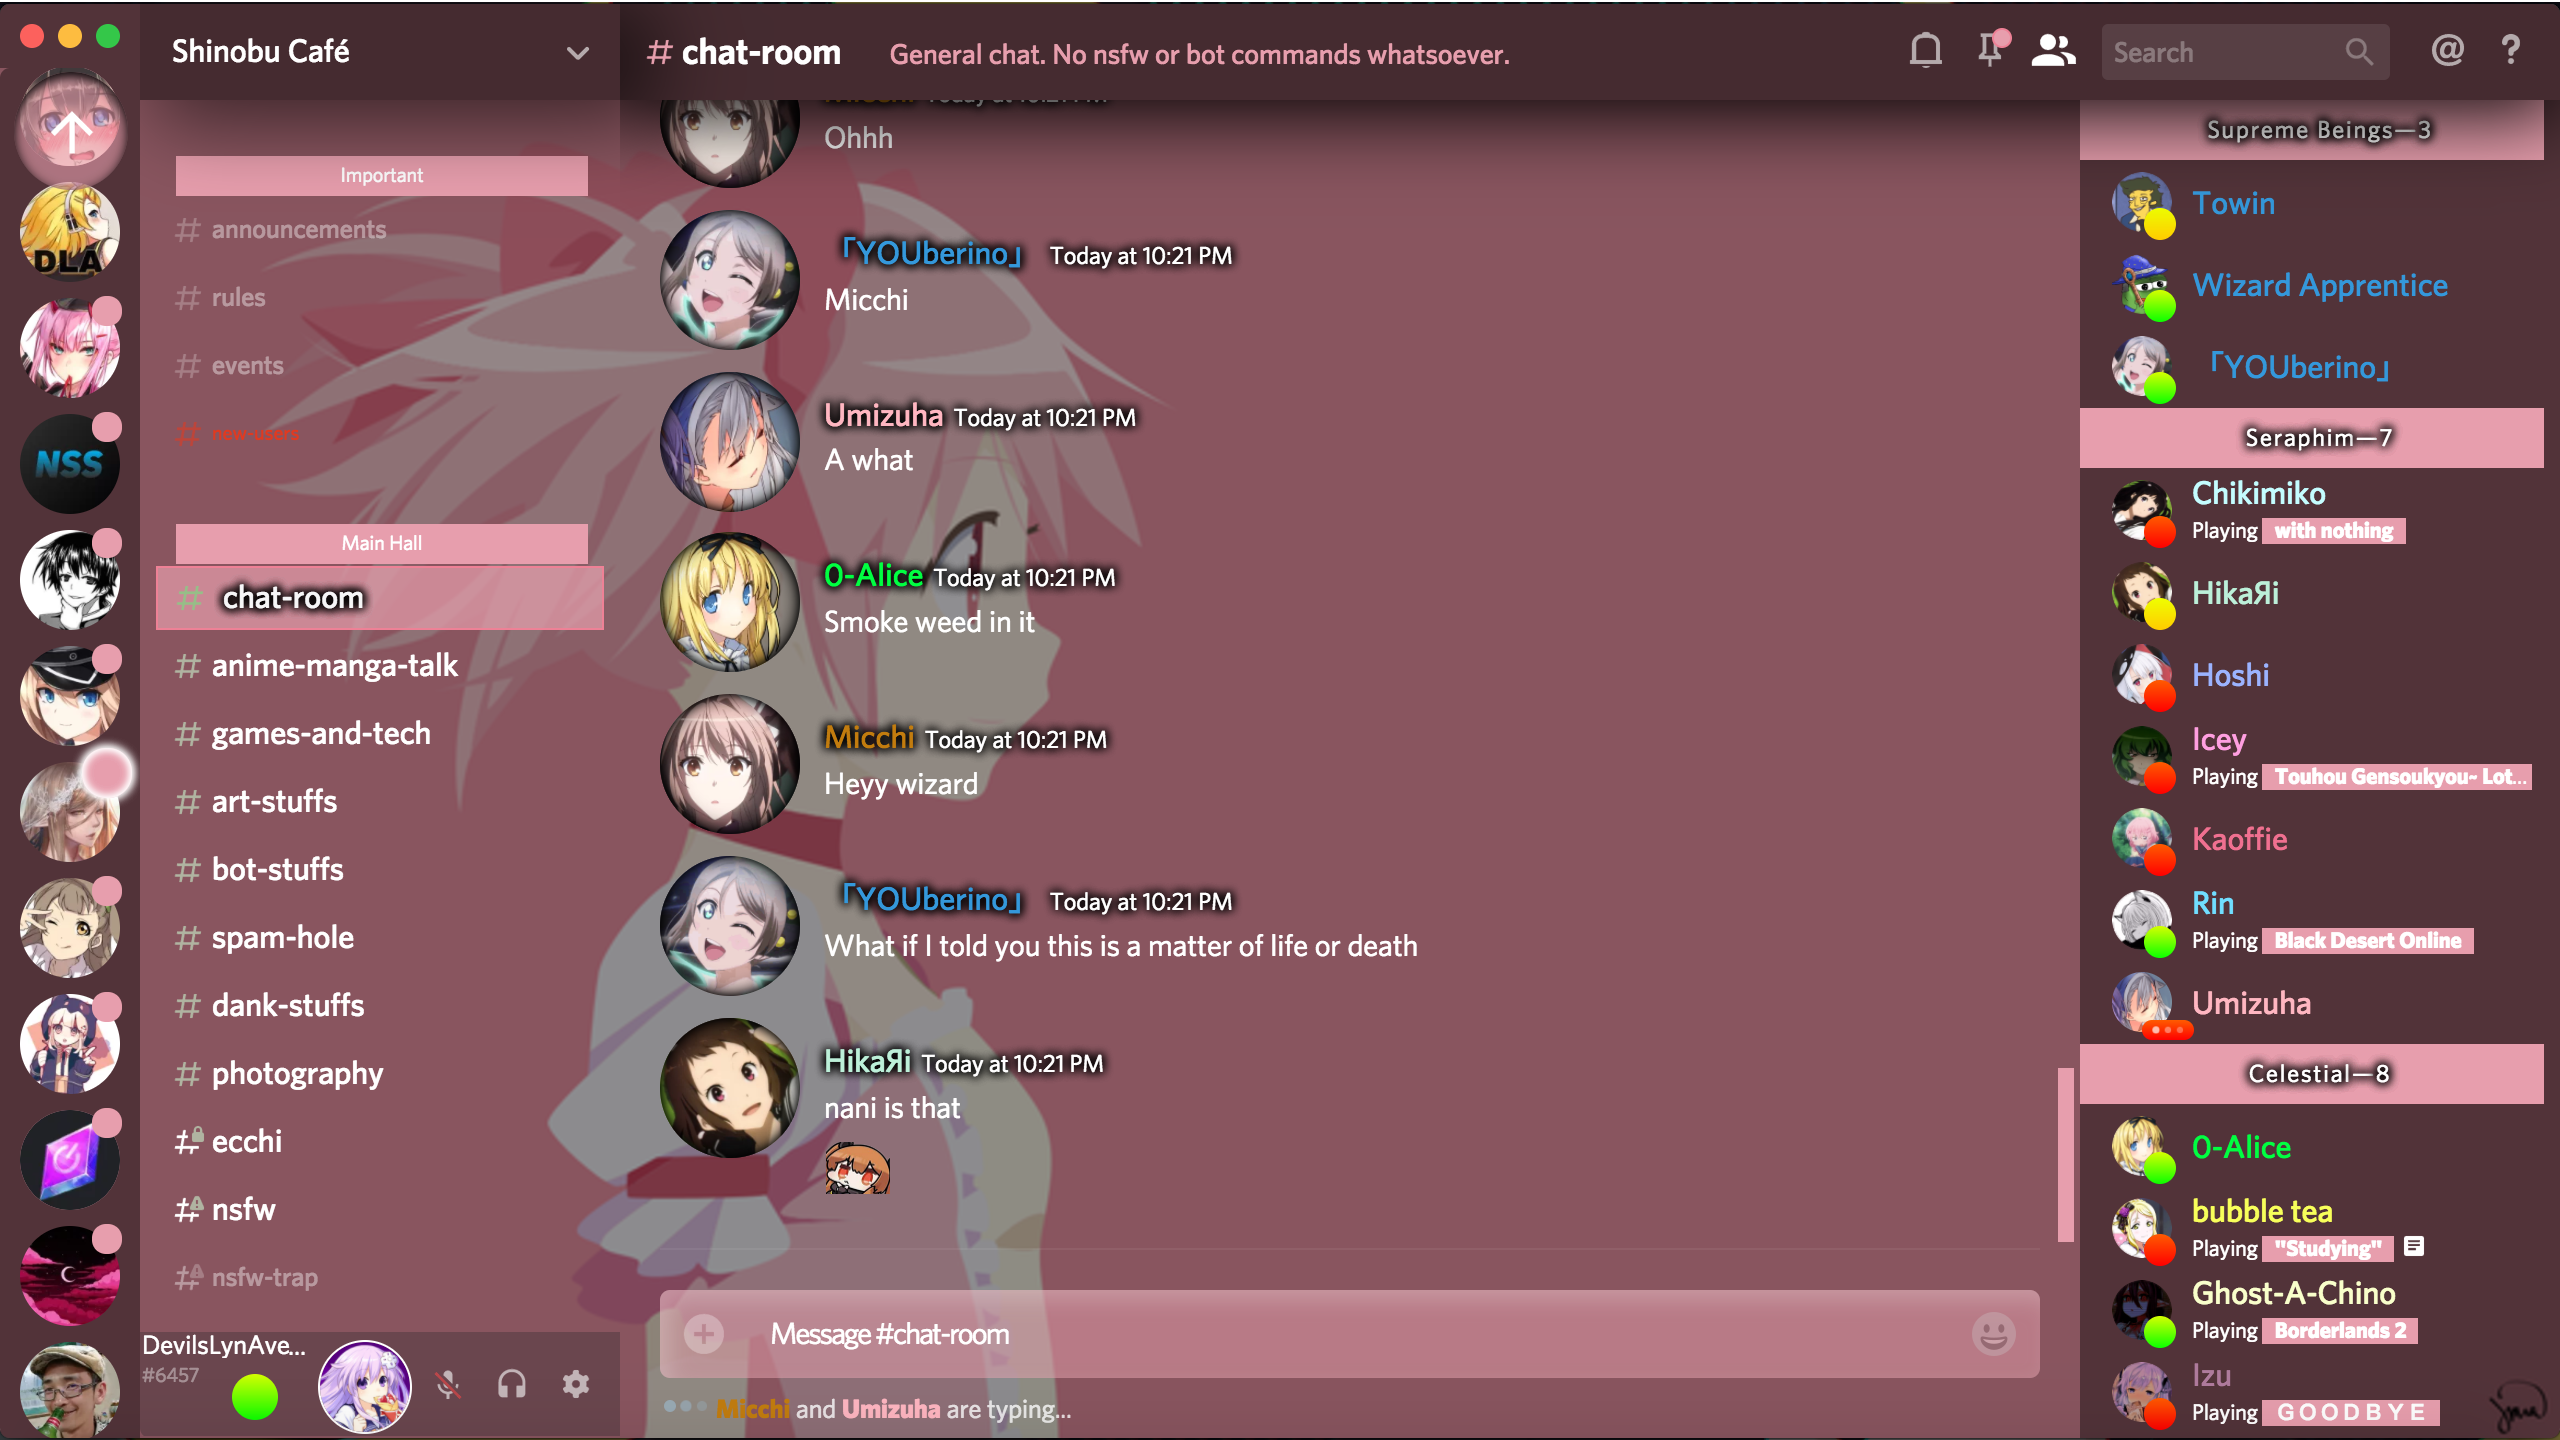 Shinobu Café
# chat-room General chat. No nsfw or bot commands whatsoever.
Search
@ ?
DLA
NSS
Important
# announcements
# rules
# events
# new-users
Main Hall
# chat-room
# anime-manga-talk
# games-and-tech
# art-stuffs
# bot-stuffs
# spam-hole
# dank-stuffs
# photography
# ecchi
# nsfw
# nsfw-trap
DevilsLynAve...
#6457
Micchi Today at 10:21 PM
Ohhh
「YOUberino」 Today at 10:21 PM
Micchi
Umizuha Today at 10:21 PM
A what
0-Alice Today at 10:21 PM
Smoke weed in it
Micchi Today at 10:21 PM
Heyy wizard
「YOUberino」 Today at 10:21 PM
What if I told you this is a matter of life or death
HikaЯi Today at 10:21 PM
nani is that
Message #chat-room
Micchi and Umizuha are typing...
Supreme Beings—3
Towin
Wizard Apprentice
「YOUberino」
Seraphim—7
Chikimiko
Playing with nothing
HikaЯi
Hoshi
Icey
Playing Touhou Gensoukyou~ Lot...
Kaoffie
Rin
Playing Black Desert Online
Umizuha
Celestial—8
0-Alice
bubble tea
Playing "Studying"
Ghost-A-Chino
Playing Borderlands 2
Izu
Playing G O O D B Y E